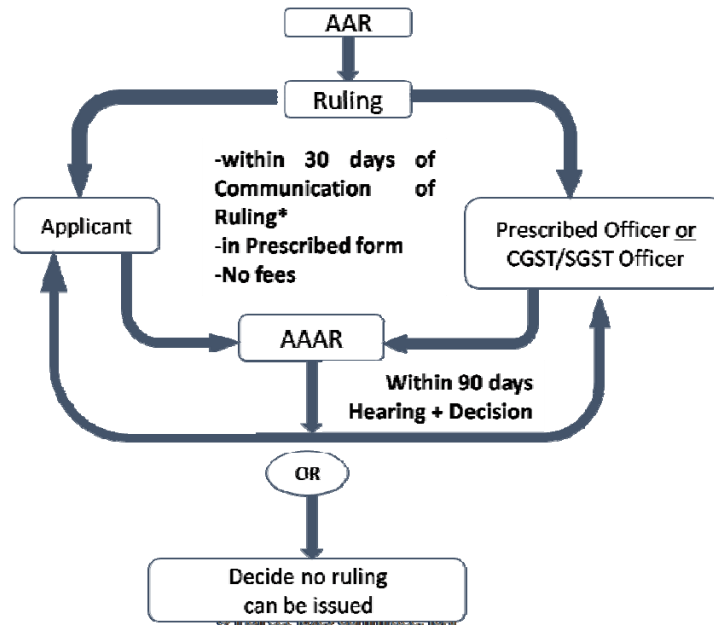 AAR
Ruling
-within 30 days of
Communication of
Ruling*
-in Prescribed form
-No fees
Applicant
Prescribed Officer or
CGST/SGST Officer
AAAR
Within 90 days
Hearing + Decision
OR
Decide no ruling
can be issued